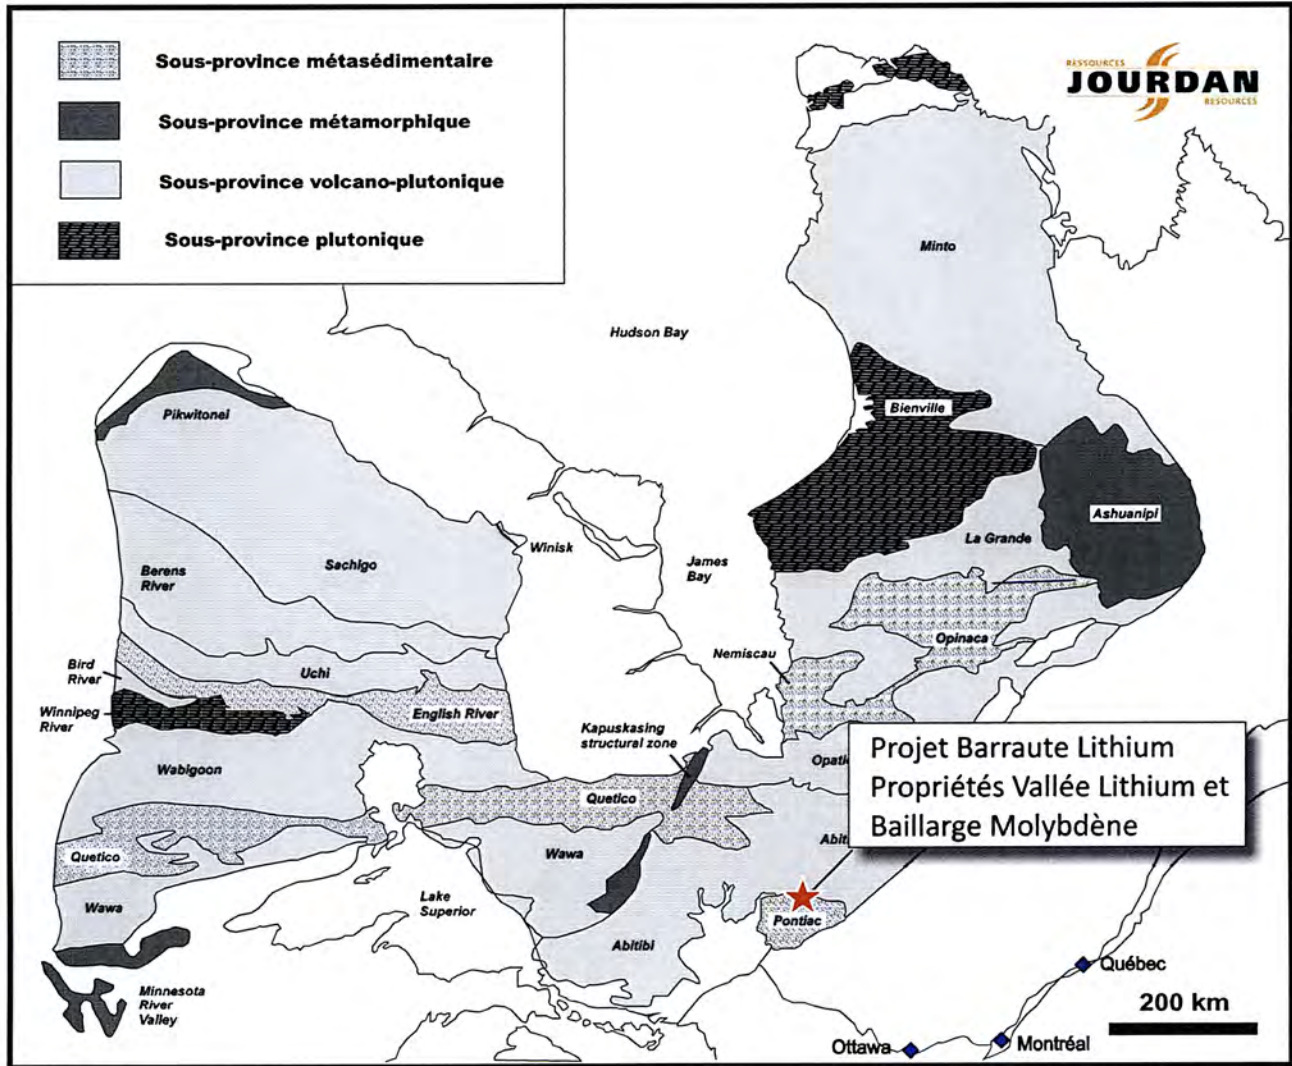 Sous-province métasédimentaire
Sous-province métamorphique
Sous-province volcano-plutonique
Sous-province plutonique
RESSOURCES
JOURDAN
RESOURCES
Minto
Hudson Bay
Pikwitonei
Bienville
Ashuanipi
La Grande
Winisk
James
Bay
Sachigo
Berens
River
Opinaca
Nemiscau
Bird
River
Uchi
English River
Winnipeg
River
Kapuskasing
structural zone
Wabigoon
Projet Barraute Lithium
Propriétés Vallée Lithium et
Baillarge Molybdène
Quetico
Quetico
Wawa
Wawa
Lake
Superior
Pontiac
Abitibi
Minnesota
River
Valley
Québec
200 km
Ottawa
Montréal